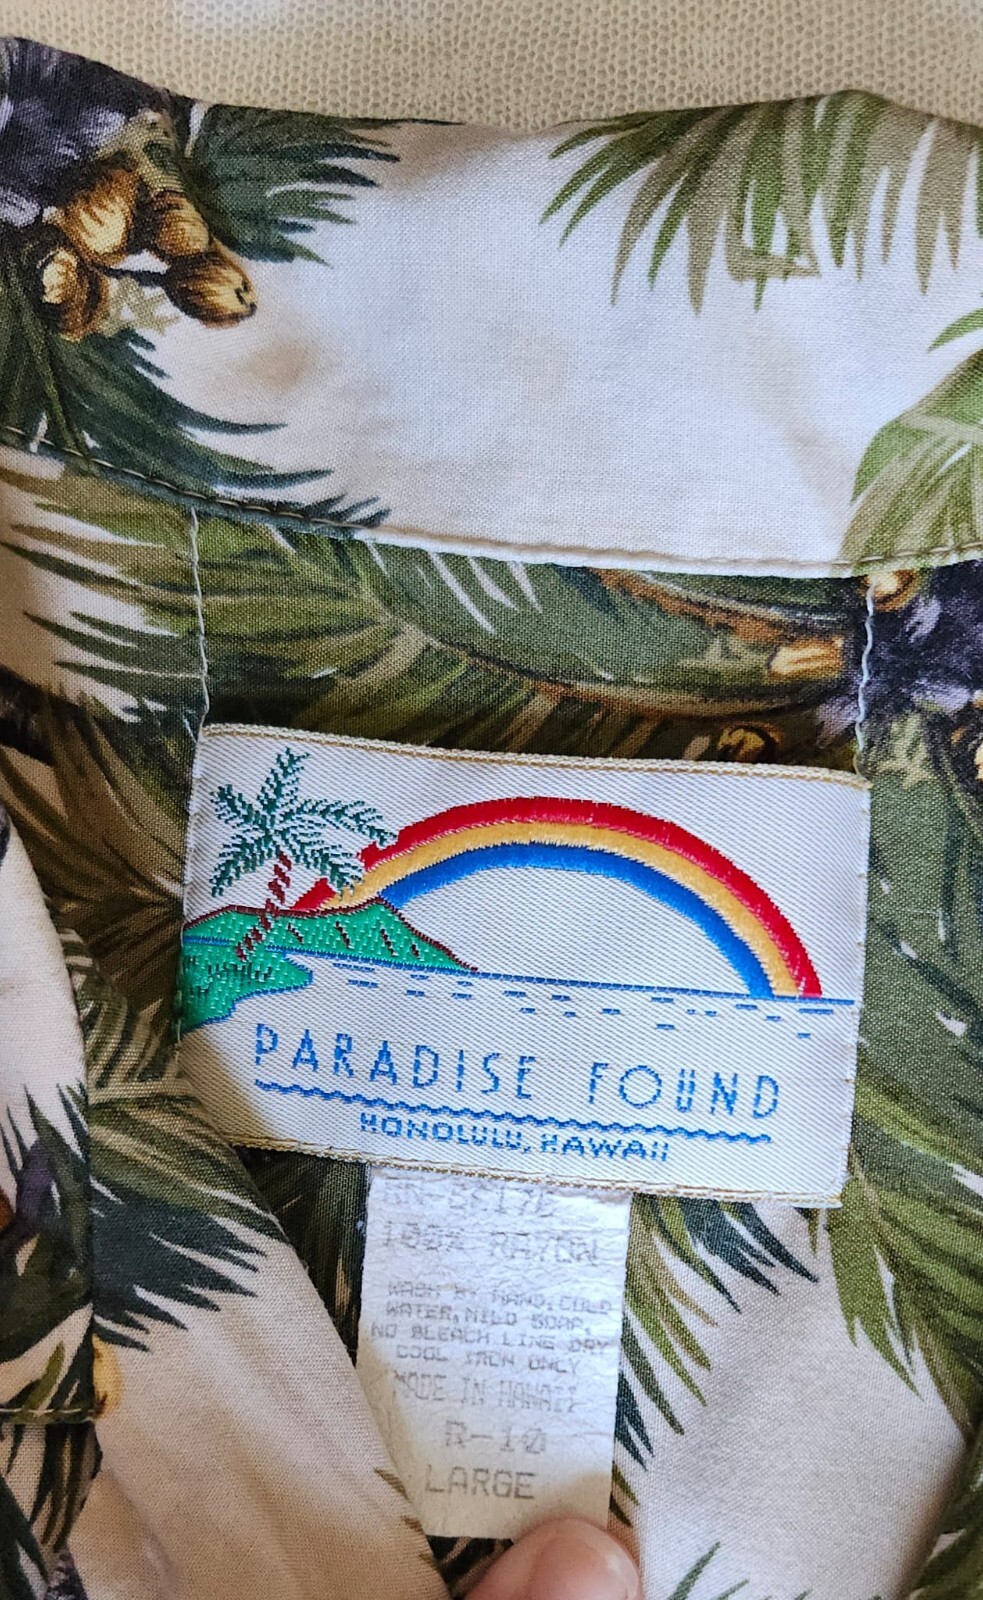 PARADISE FOUND
HONOLULU, HAWAII
100% RAYON
WASH BY HAND, COLD
WATER, MILD SOAP,
NO BLEACH LINE DRY
COOL IRON ONLY
MADE IN HAWAII
R-10
LARGE